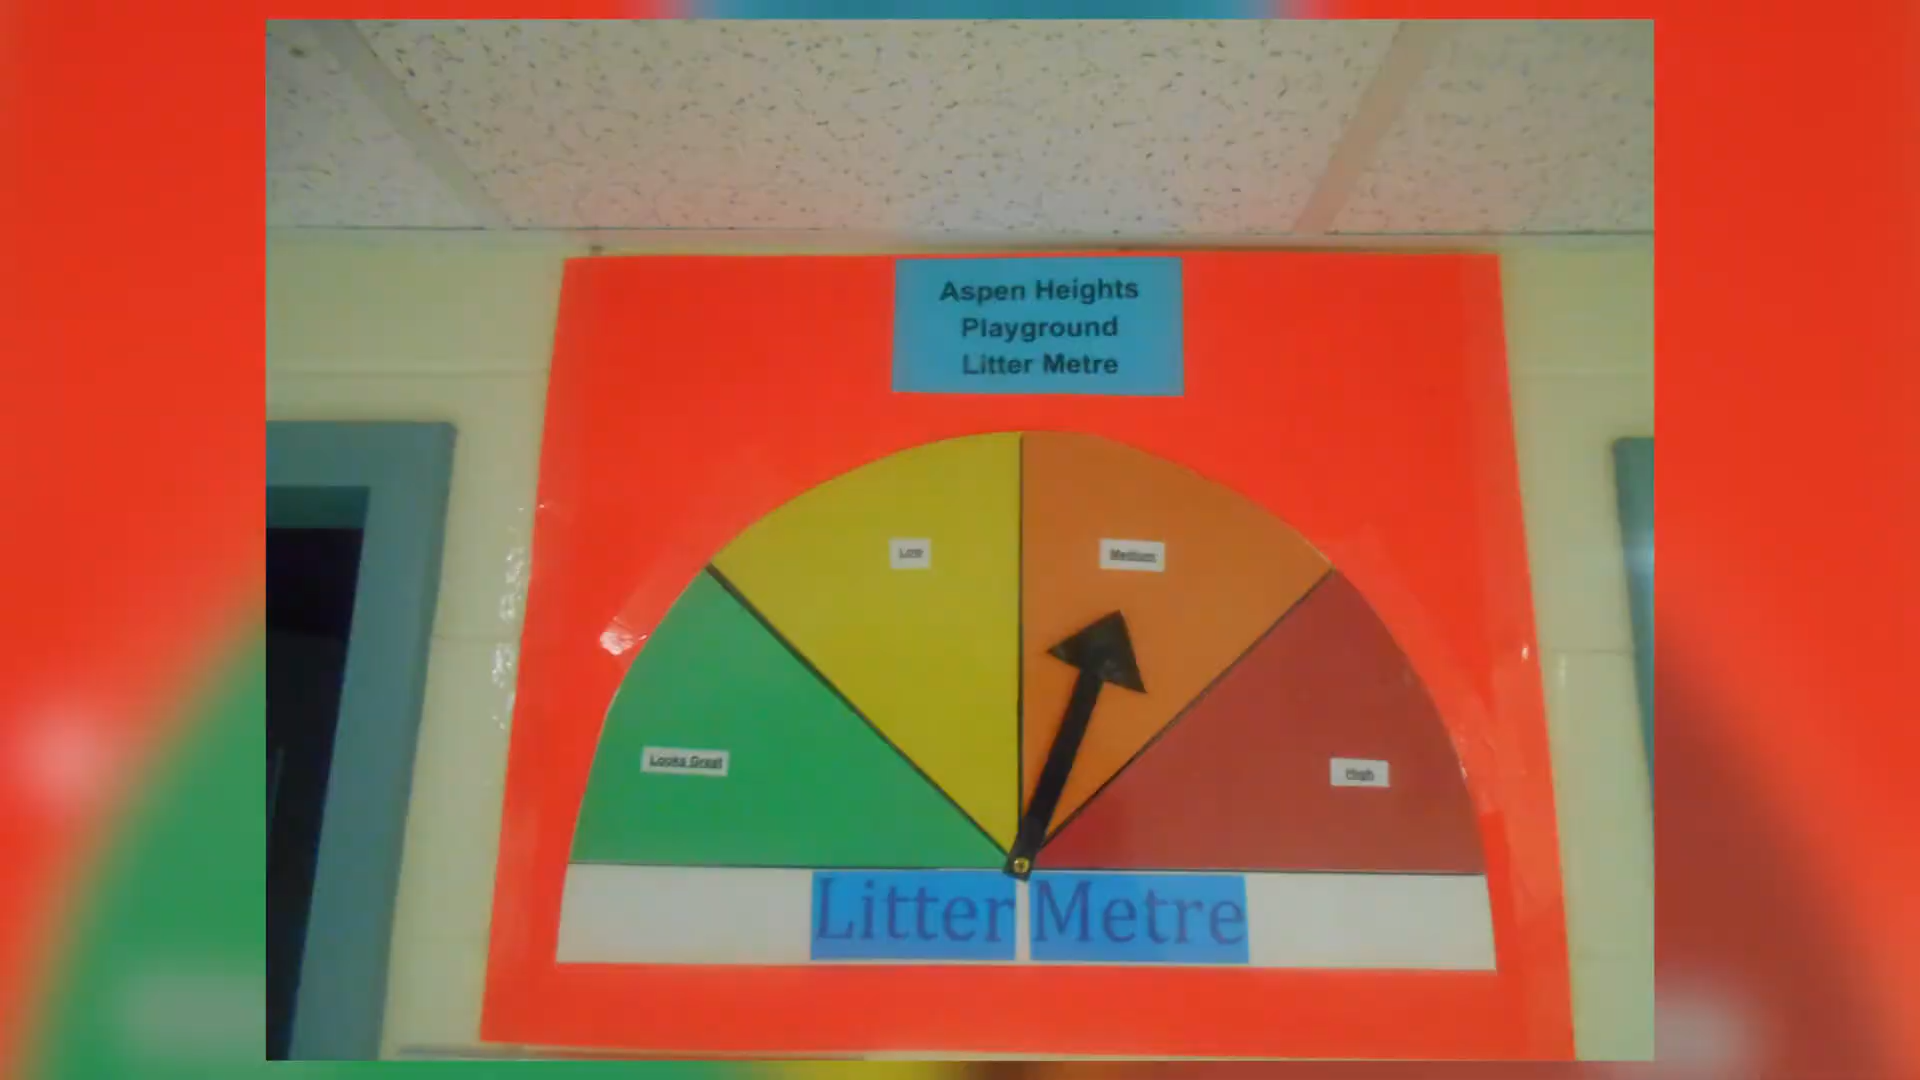 Aspen Heights
Playground
Litter Metre
Low
Medium
Looks Great
High
Litter Metre